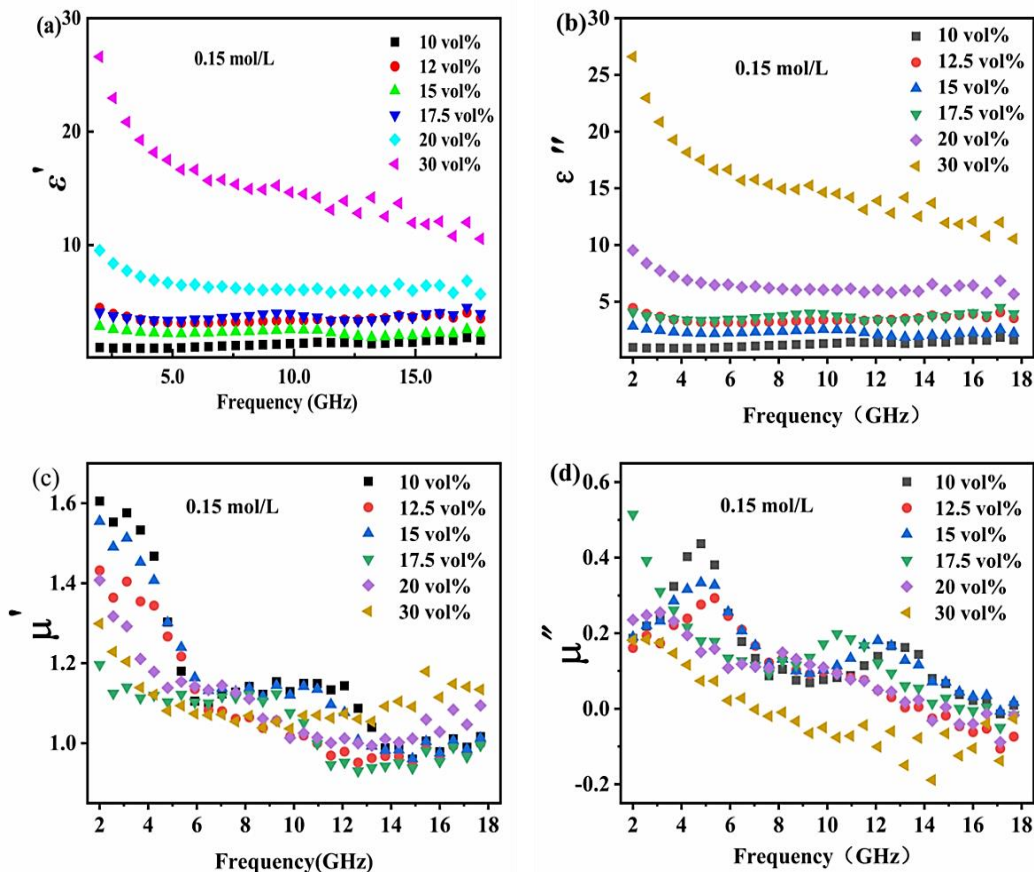 (a)
0.15 mol/L
10 vol%
12 vol%
15 vol%
17.5 vol%
20 vol%
30 vol%
30
20
10
ε'
5.0 10.0 15.0
Frequency (GHz)
(b)
0.15 mol/L
10 vol%
12.5 vol%
15 vol%
17.5 vol%
20 vol%
30 vol%
30
25
20
15
10
5
ε"
2 4 6 8 10 12 14 16 18
Frequency（GHz）
(c)
0.15 mol/L
10 vol%
12.5 vol%
15 vol%
17.5 vol%
20 vol%
30 vol%
1.6
1.4
1.2
1.0
μ'
2 4 6 8 10 12 14 16 18
Frequency(GHz)
(d)
0.15 mol/L
10 vol%
12.5 vol%
15 vol%
17.5 vol%
20 vol%
30 vol%
0.6
0.4
0.2
0.0
-0.2
μ"
2 4 6 8 10 12 14 16 18
Frequency（GHz）